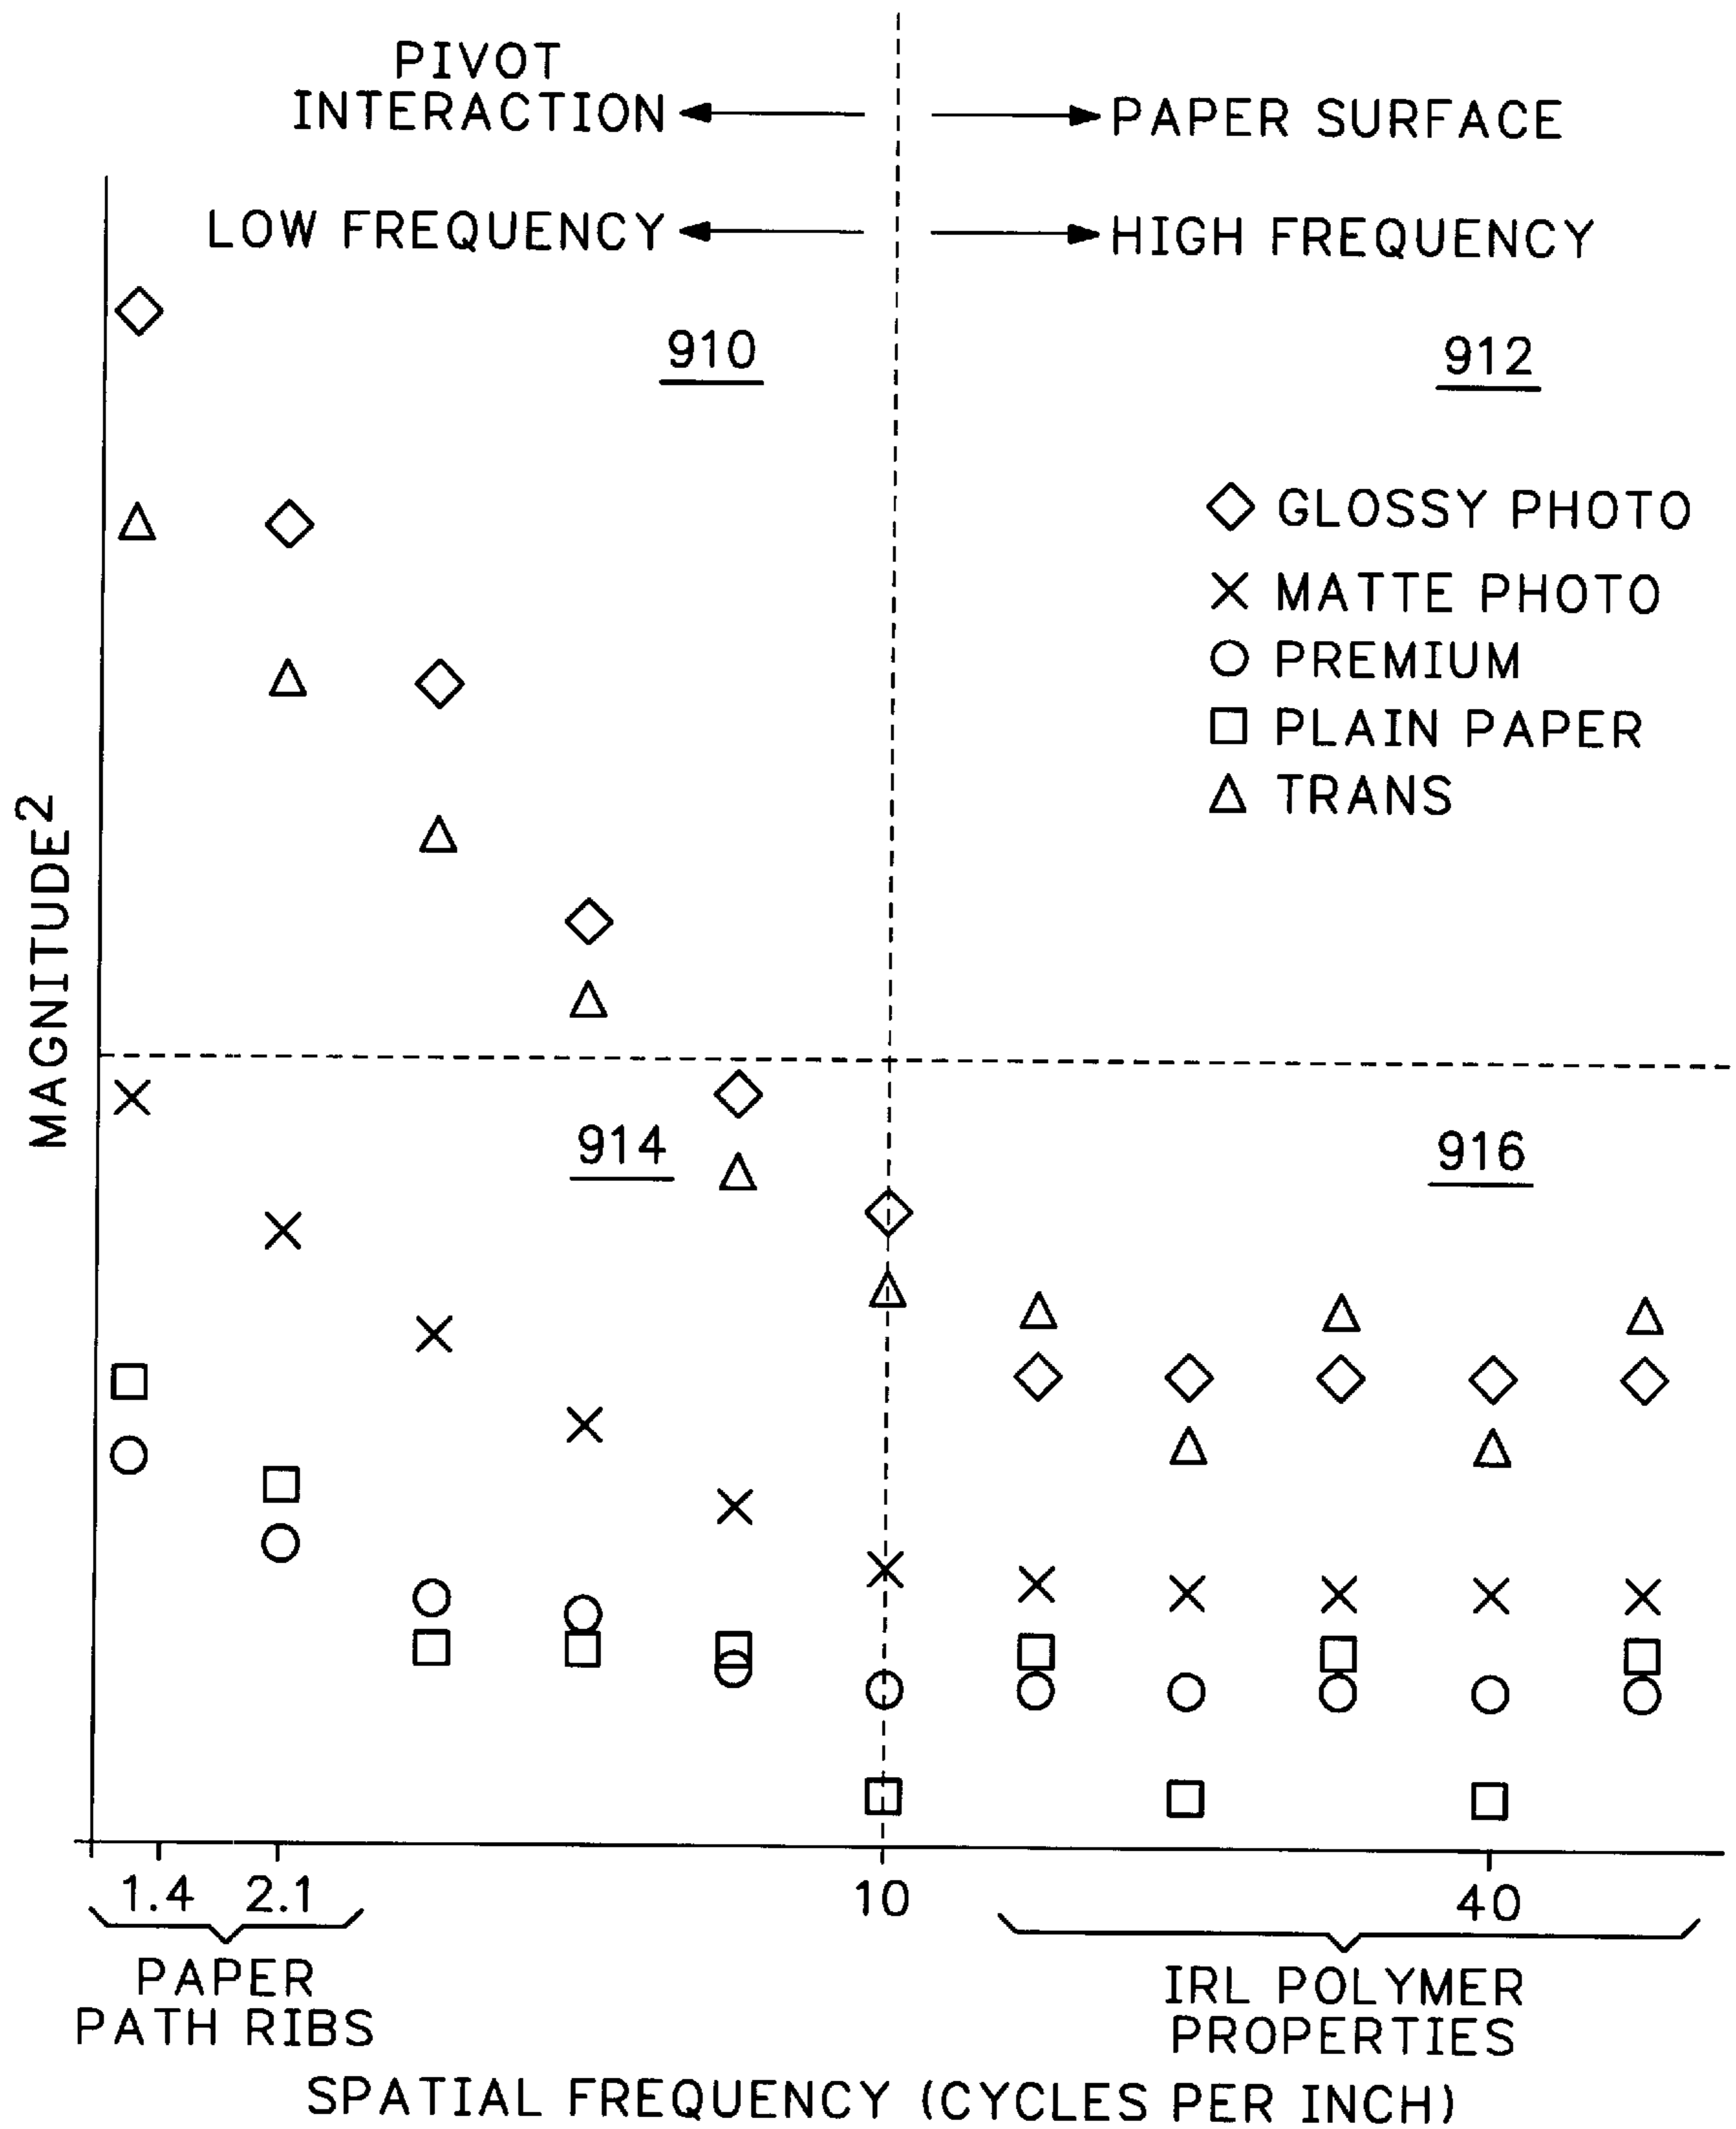 PIVOT
INTERACTION
PAPER SURFACE
LOW FREQUENCY
HIGH FREQUENCY
910
912
GLOSSY PHOTO
MATTE PHOTO
PREMIUM
PLAIN PAPER
TRANS
MAGNITUDE²
914
916
1.4
2.1
10
40
PAPER
PATH RIBS
IRL POLYMER
PROPERTIES
SPATIAL FREQUENCY (CYCLES PER INCH)